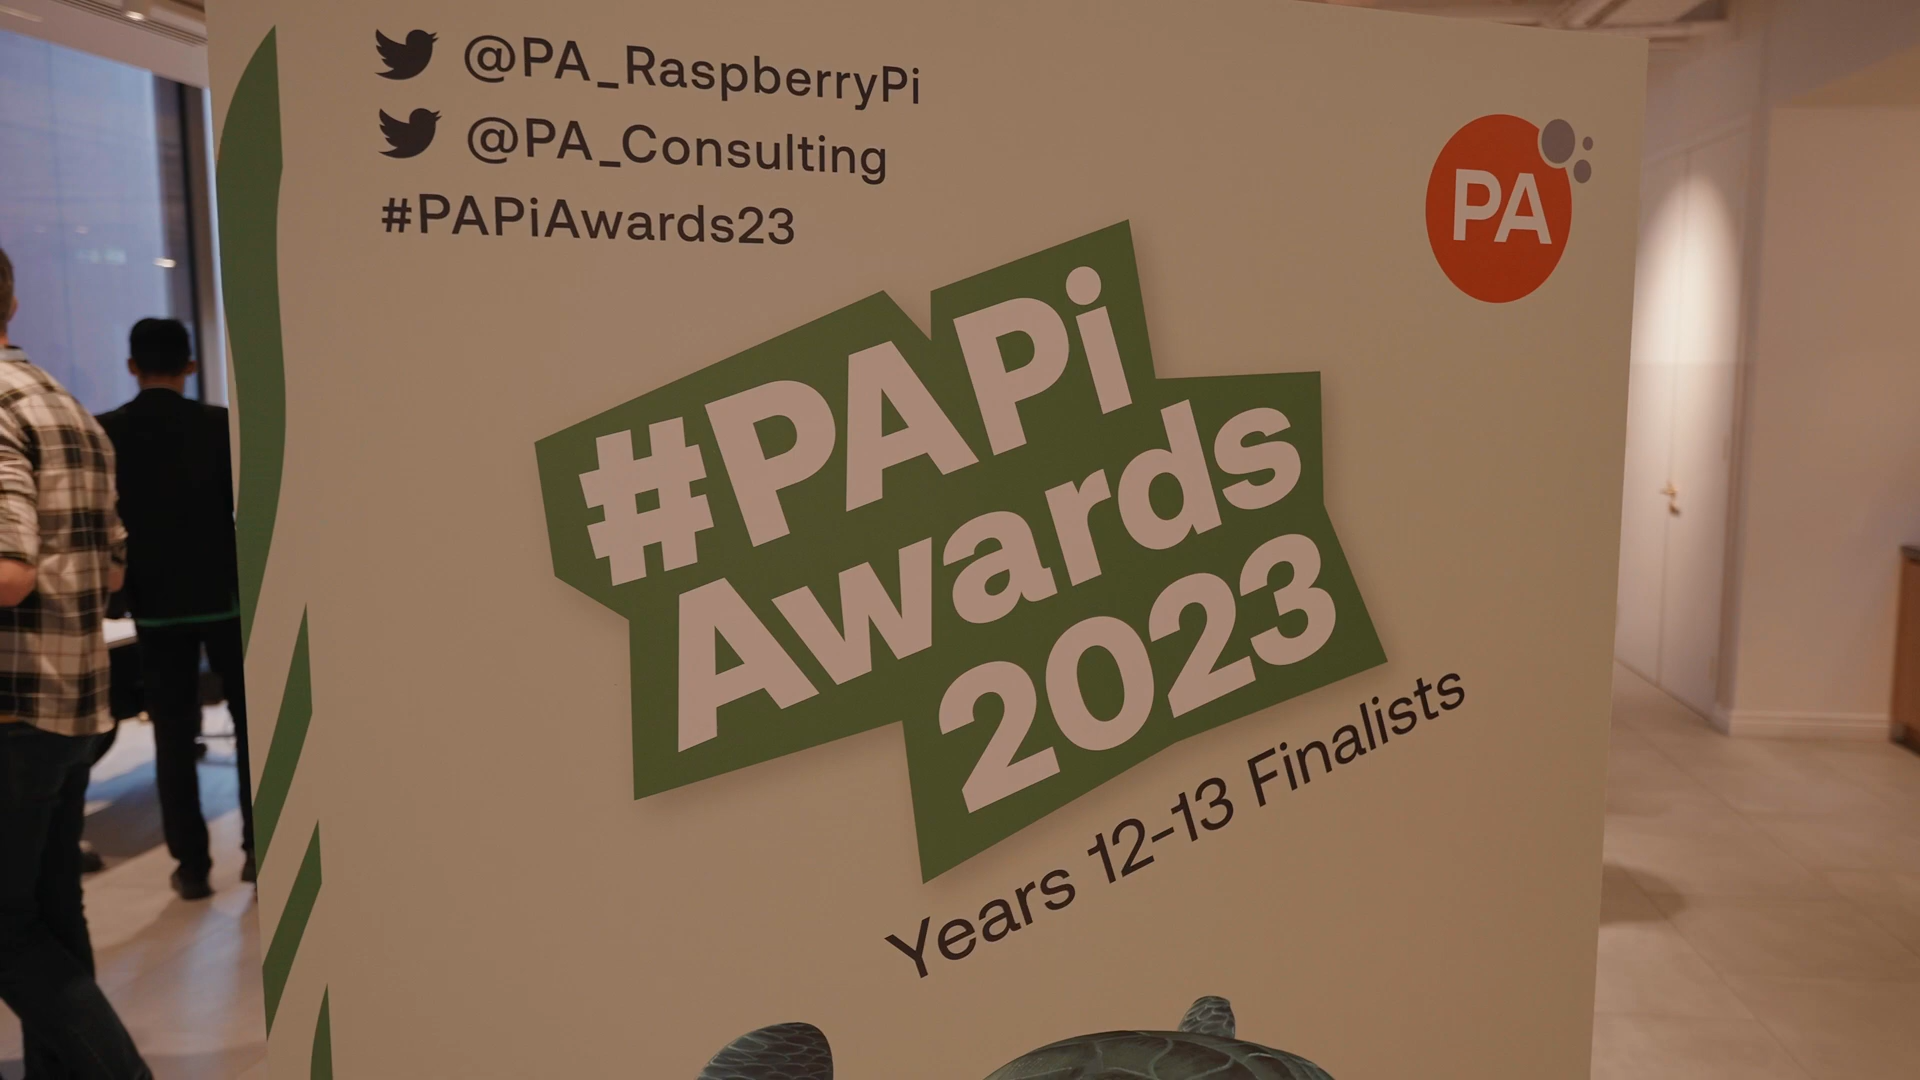 @PA_RaspberryPi
@PA_Consulting
#PAPiAwards23
PA
#PAPi
Awards
2023
Years 12-13 Finalists